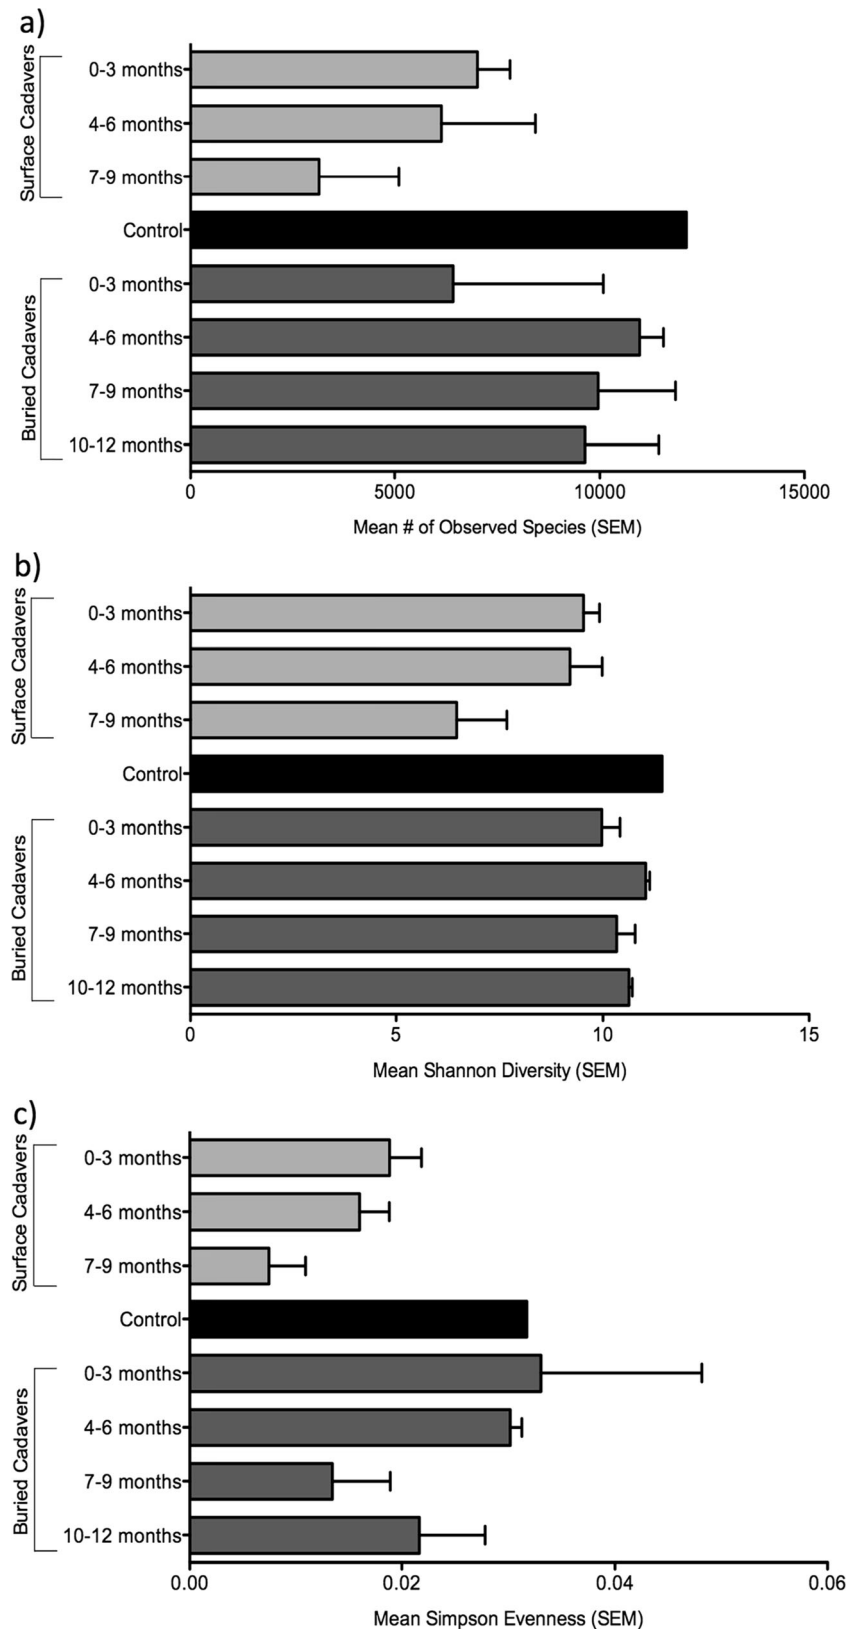 a)
Surface Cadavers
0-3 months
4-6 months
7-9 months
Control
Buried Cadavers
0-3 months
4-6 months
7-9 months
10-12 months
0 5000 10000 15000
Mean # of Observed Species (SEM)
b)
Surface Cadavers
0-3 months
4-6 months
7-9 months
Control
Buried Cadavers
0-3 months
4-6 months
7-9 months
10-12 months
0 5 10 15
Mean Shannon Diversity (SEM)
c)
Surface Cadavers
0-3 months
4-6 months
7-9 months
Control
Buried Cadavers
0-3 months
4-6 months
7-9 months
10-12 months
0.00 0.02 0.04 0.06
Mean Simpson Evenness (SEM)